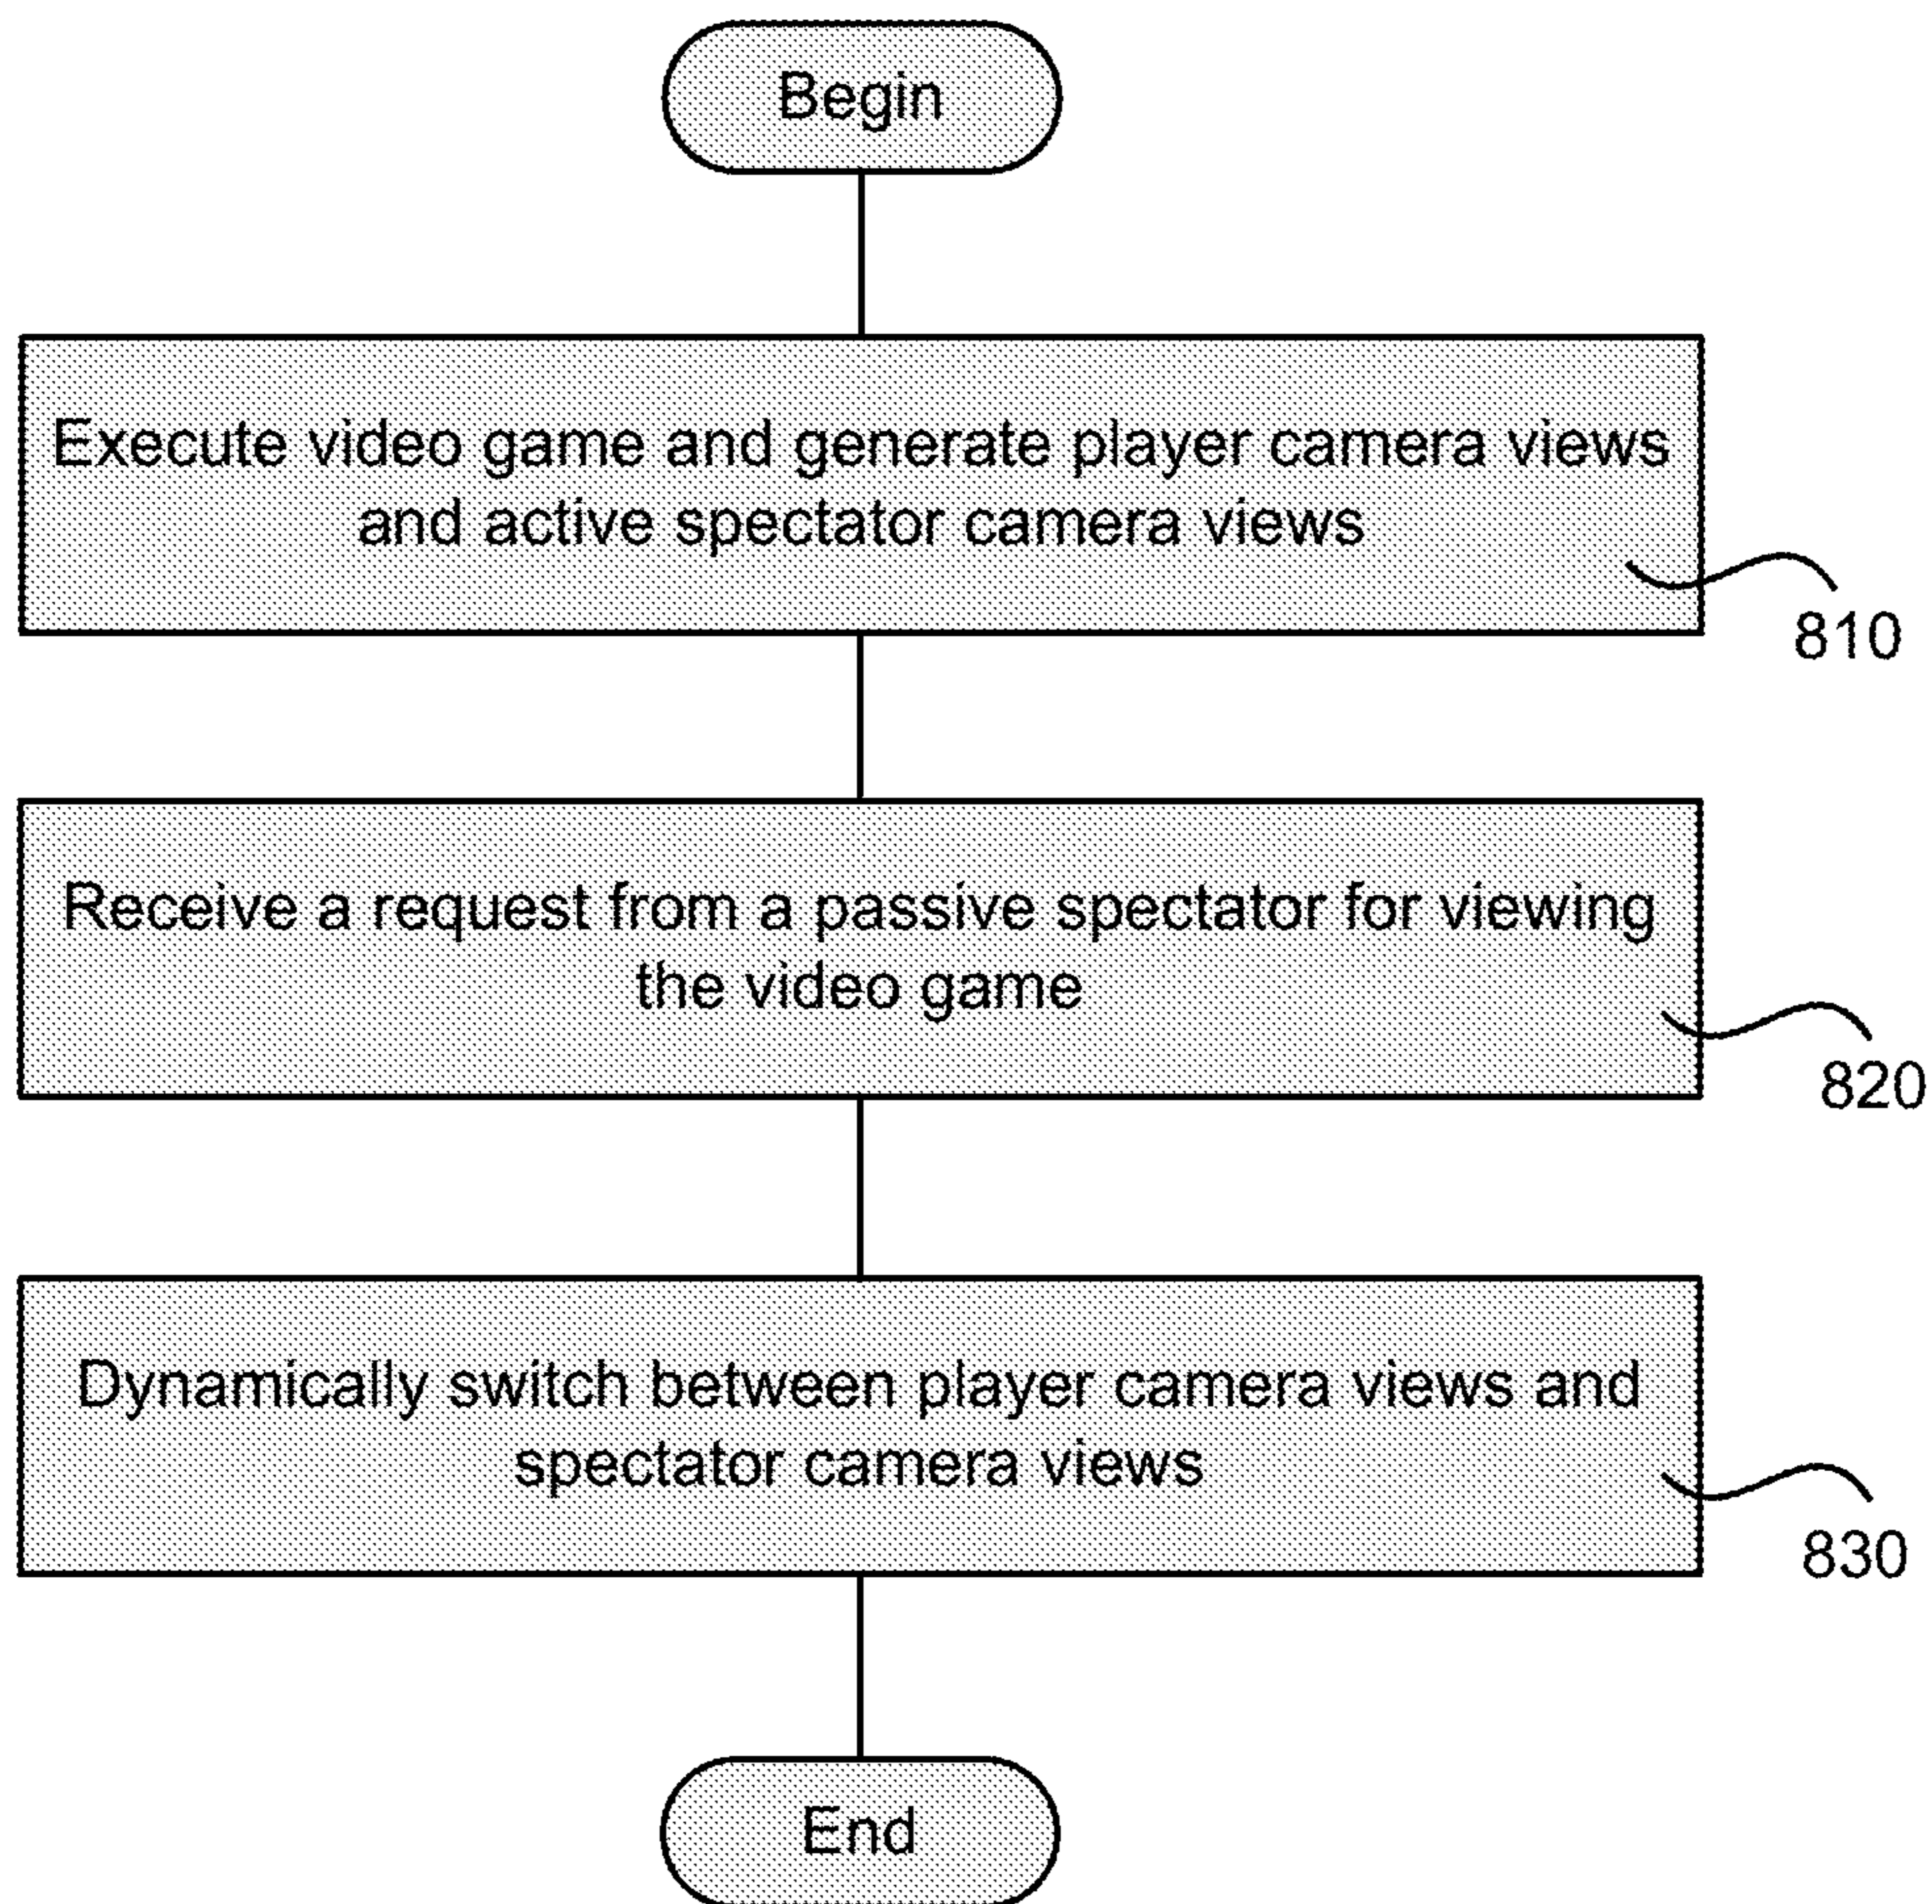 Begin
Execute video game and generate player camera views
and active spectator camera views
810
Receive a request from a passive spectator for viewing
the video game
820
Dynamically switch between player camera views and
spectator camera views
830
End